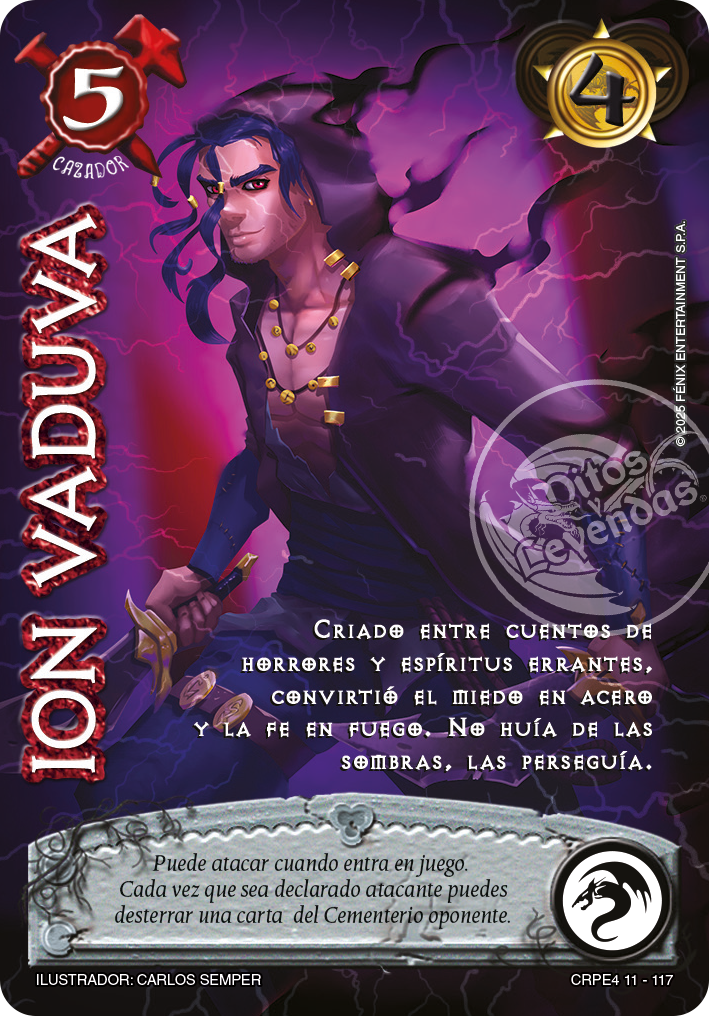 5
CAZADOR
4
ION VADUVA
© 2025 FÉNIX ENTERTAINMENT S.P.A.
Mitos
y
Leyendas®
Criado entre cuentos de
horrores y espíritus errantes,
convirtió el miedo en acero
y la fe en fuego. No huía de las
sombras, las perseguía.
Puede atacar cuando entra en juego.
Cada vez que sea declarado atacante puedes
desterrar una carta del Cementerio oponente.
ILUSTRADOR: CARLOS SEMPER
CRPE4 11 - 117